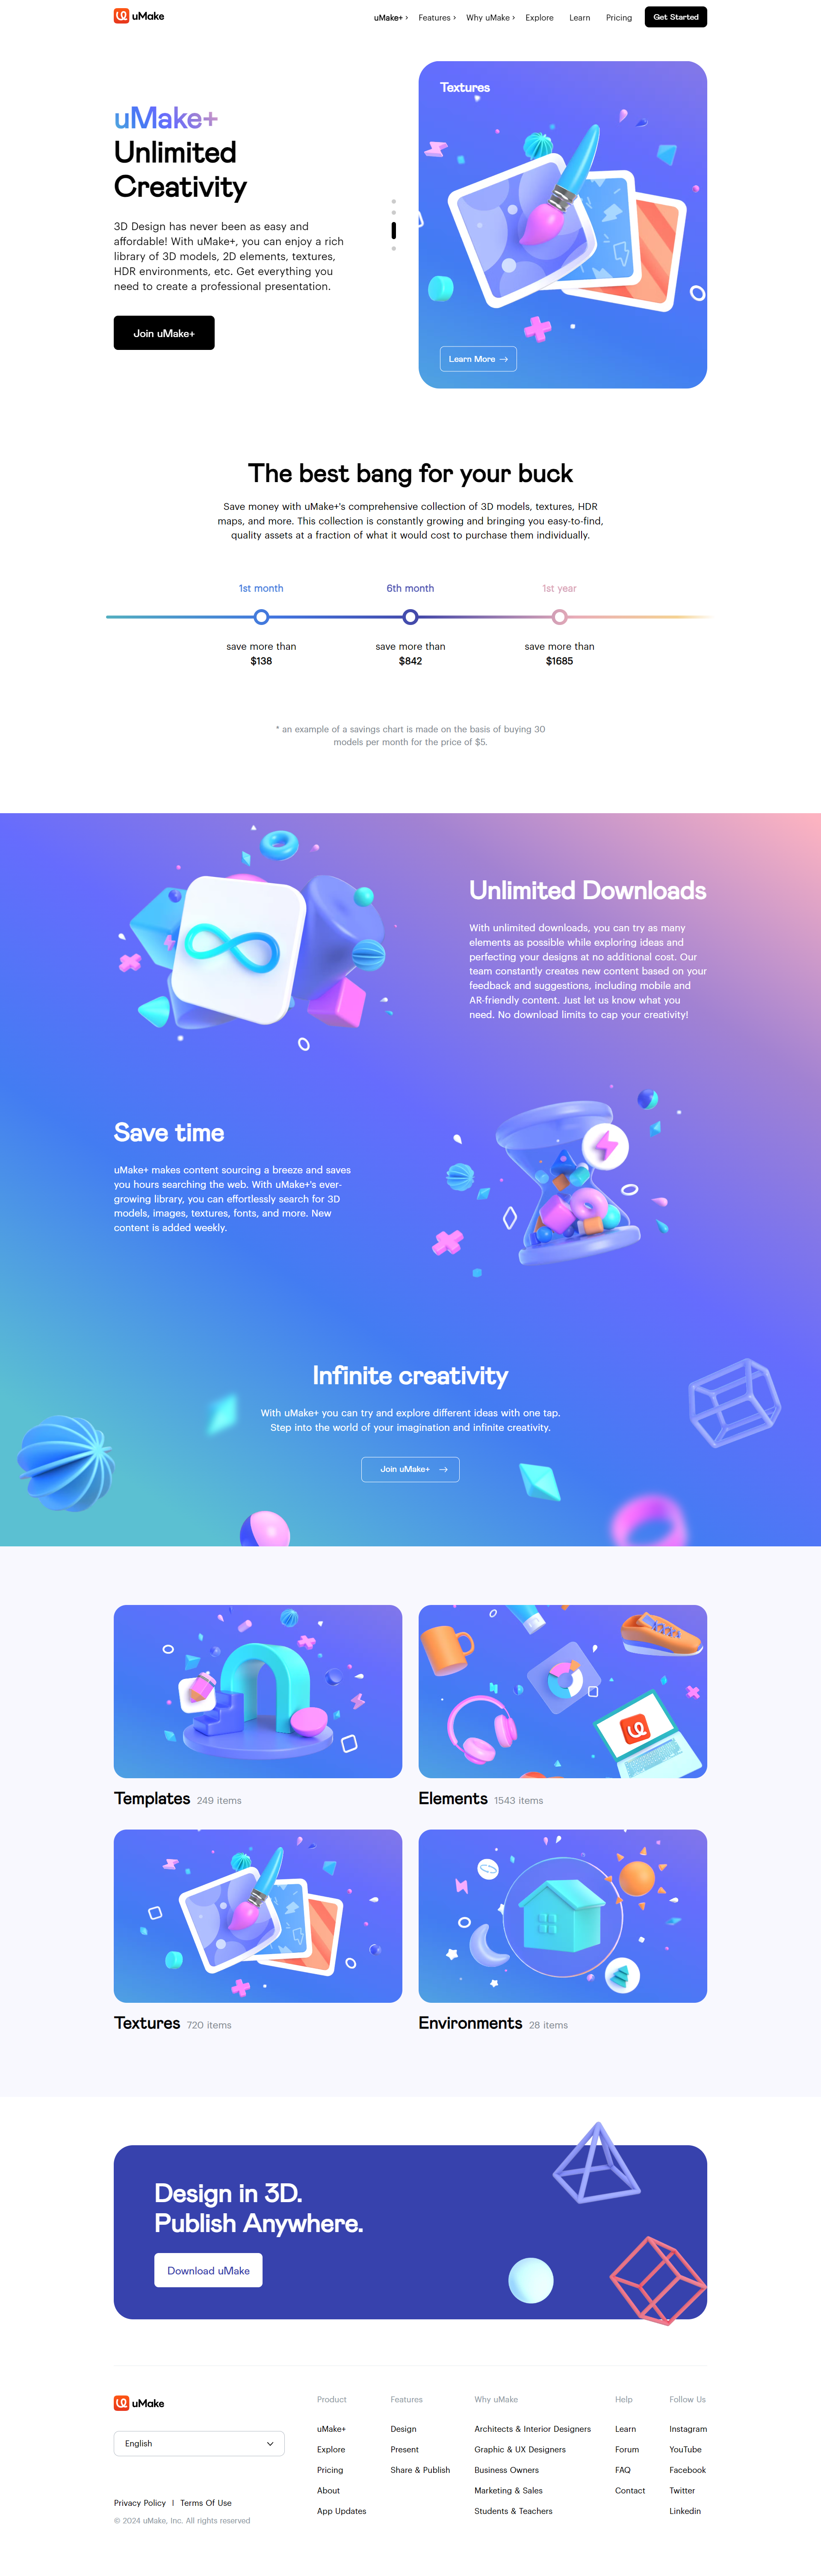 uMake
uMake+ Features Why uMake Explore Learn Pricing Get Started
Textures
uMake+
Unlimited
Creativity
3D Design has never been as easy and
affordable! With uMake+, you can enjoy a rich
library of 3D models, 2D elements, textures,
HDR environments, etc. Get everything you
need to create a professional presentation.
Join uMake+
Learn More →
The best bang for your buck
Save money with uMake+'s comprehensive collection of 3D models, textures, HDR
maps, and more. This collection is constantly growing and bringing you easy-to-find,
quality assets at a fraction of what it would cost to purchase them individually.
1st month 6th month 1st year
save more than save more than save more than
$138 $842 $1685
* an example of a savings chart is made on the basis of buying 30
models per month for the price of $5.
Unlimited Downloads
With unlimited downloads, you can try as many
elements as possible while exploring ideas and
perfecting your designs at no additional cost. Our
team constantly creates new content based on your
feedback and suggestions, including mobile and
AR-friendly content. Just let us know what you
need. No download limits to cap your creativity!
Save time
uMake+ makes content sourcing a breeze and saves
you hours searching the web. With uMake+'s ever-
growing library, you can effortlessly search for 3D
models, images, textures, fonts, and more. New
content is added weekly.
Infinite creativity
With uMake+ you can try and explore different ideas with one tap.
Step into the world of your imagination and infinite creativity.
Join uMake+ →
Templates 249 items
Elements 1543 items
Textures 720 items
Environments 28 items
Design in 3D.
Publish Anywhere.
Download uMake
uMake
English
Privacy Policy | Terms Of Use
© 2024 uMake, Inc. All rights reserved
Product
uMake+
Explore
Pricing
About
App Updates
Features
Design
Present
Share & Publish
Why uMake
Architects & Interior Designers
Graphic & UX Designers
Business Owners
Marketing & Sales
Students & Teachers
Help
Learn
Forum
FAQ
Contact
Follow Us
Instagram
YouTube
Facebook
Twitter
Linkedin